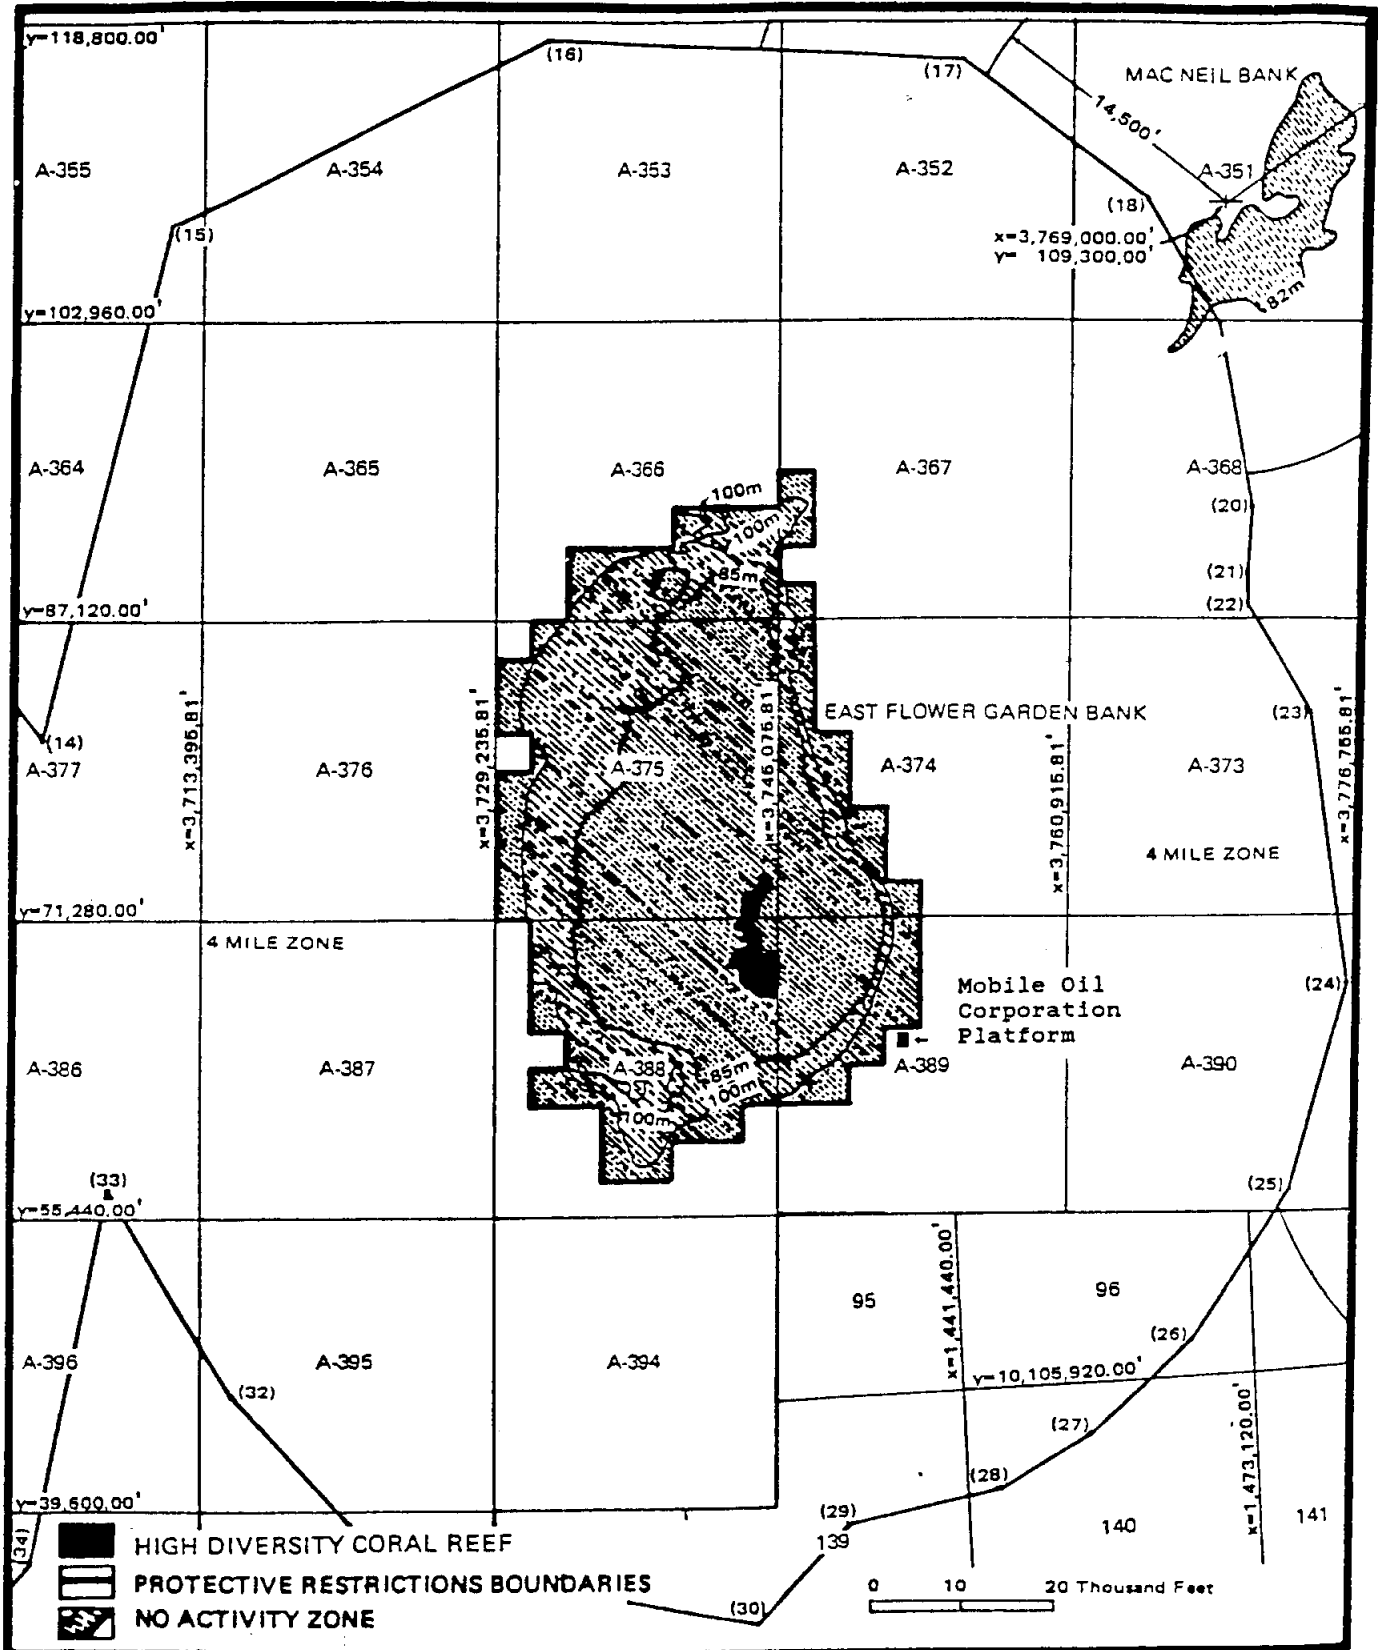 y=118,800.00'
(16)
(17)
MAC NEIL BANK
14,500'
A-355
A-354
A-353
A-352
A-351
(18)
(15)
x=3,769,000.00'
y= 109,300,00'
82m
y=102,960.00'
A-364
A-365
A-366
A-367
A-368
100m
(20)
100m
85m
(21)
(22)
y=87,120.00'
x=3,713,395.81'
x=3,729,235.81'
x=3,745,075.81'
x=3,760,915.81'
x=3,776,755.81'
EAST FLOWER GARDEN BANK
(23)
(14)
A-377
A-376
A-375
A-374
A-373
4 MILE ZONE
y=71,280.00'
4 MILE ZONE
Mobile Oil
Corporation
Platform
(24)
A-386
A-387
A-388
A-389
A-390
85m
100m
100m
(33)
(25)
y=55,440.00'
x=1,441,440.00'
95
96
(26)
A-396
A-395
A-394
y=10,105,920.00'
(32)
x=1,473,120.00'
(27)
(28)
y=39,600,00'
(29)
139
140
141
(34)
HIGH DIVERSITY CORAL REEF
PROTECTIVE RESTRICTIONS BOUNDARIES
NO ACTIVITY ZONE
(30)
0 10 20 Thousand Feet